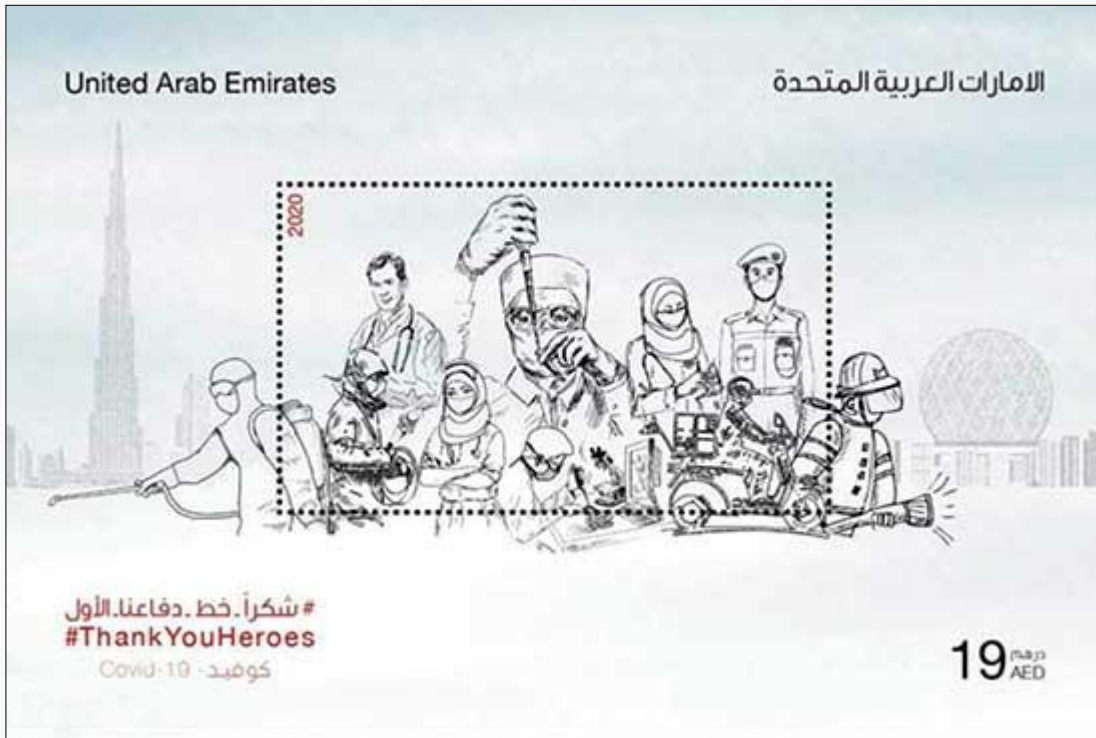 United Arab Emirates
الامارات العربية المتحدة
2020
# شكراً.خط.دفاعنا.الأول
#ThankYouHeroes
Covid-19 - كوفيد
19 درهم
AED